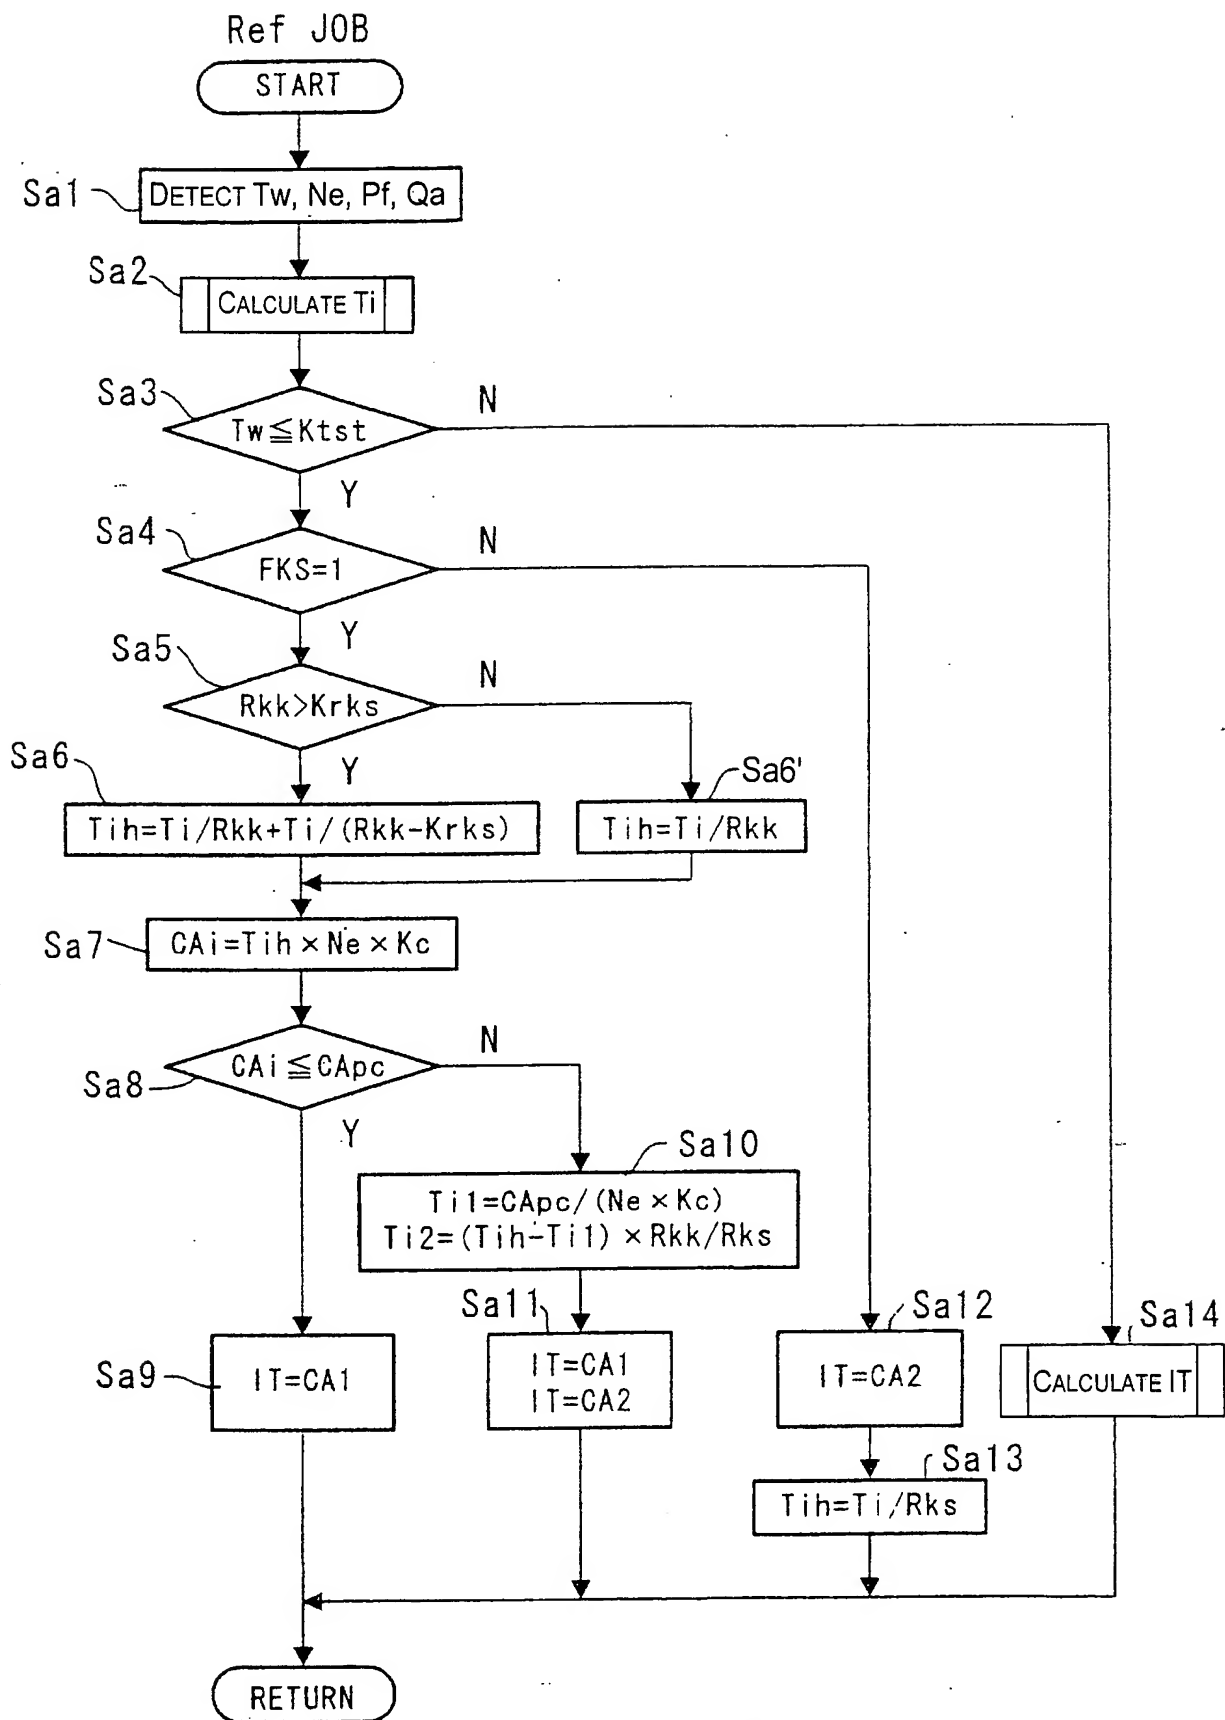 Ref JOB
START
Sa1
DETECT Tw, Ne, Pf, Qa
Sa2
CALCULATE Ti
Sa3
Tw≦Ktst
N
Y
Sa4
FKS=1
N
Y
Sa5
Rkk>Krks
N
Y
Sa6
Tih=Ti/Rkk+Ti/(Rkk-Krks)
Sa6'
Tih=Ti/Rkk
Sa7
CAi=Tih×Ne×Kc
Sa8
CAi≦CApc
N
Y
Sa10
Ti1=CApc/(Ne×Kc)
Ti2=(Tih-Ti1)×Rkk/Rks
Sa9
IT=CA1
Sa11
IT=CA1
IT=CA2
Sa12
IT=CA2
Sa14
CALCULATE IT
Sa13
Tih=Ti/Rks
RETURN